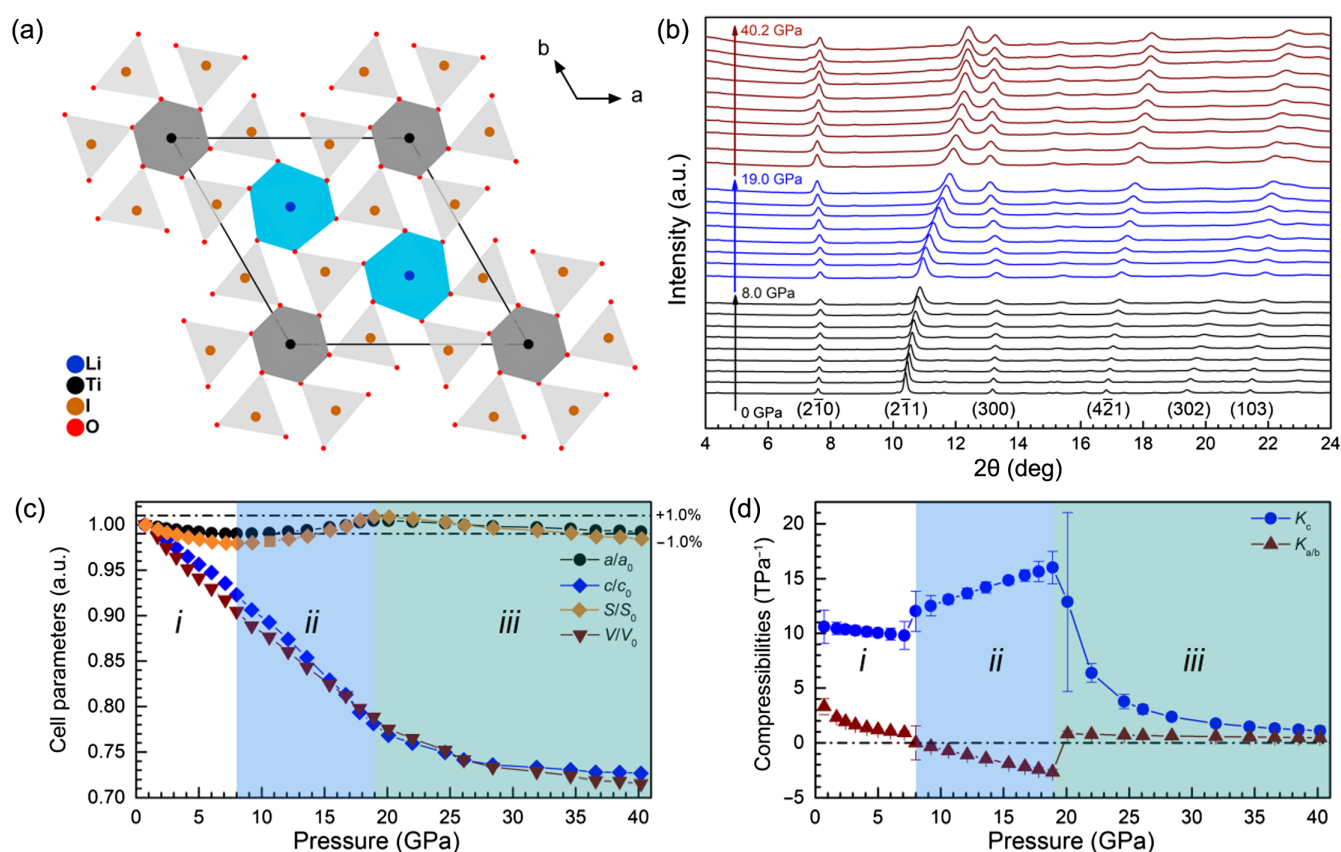 (a)
b
a
Li
Ti
I
O
(b)
Intensity (a.u.)
40.2 GPa
19.0 GPa
8.0 GPa
0 GPa
(21̅0) (21̅1) (300) (42̅1) (302) (103)
4 6 8 10 12 14 16 18 20 22 24
2θ (deg)
(c)
Cell parameters (a.u.)
1.00
0.95
0.90
0.85
0.80
0.75
0.70
+1.0%
−1.0%
i ii iii
a/a₀
c/c₀
S/S₀
V/V₀
0 5 10 15 20 25 30 35 40
Pressure (GPa)
(d)
Compressibilities (TPa⁻¹)
20
15
10
5
0
−5
K_c
K_a/b
i ii iii
0 5 10 15 20 25 30 35 40
Pressure (GPa)